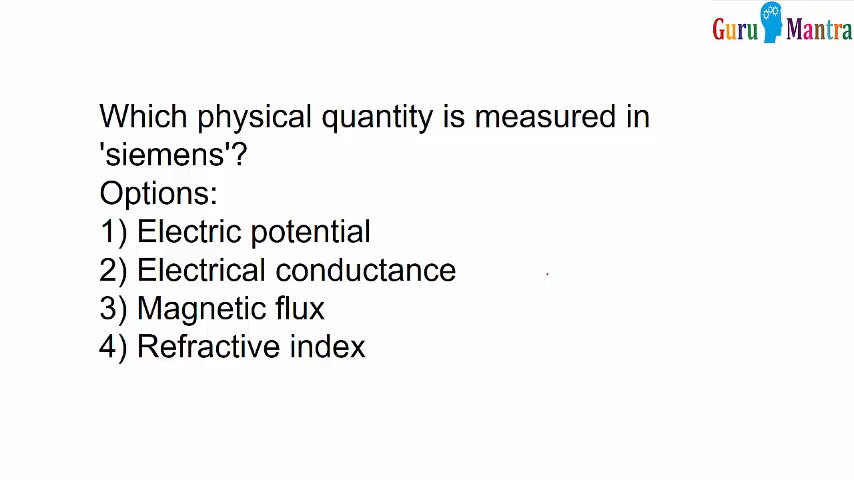 Guru Mantra
Which physical quantity is measured in
'siemens'?
Options:
1) Electric potential
2) Electrical conductance
3) Magnetic flux
4) Refractive index